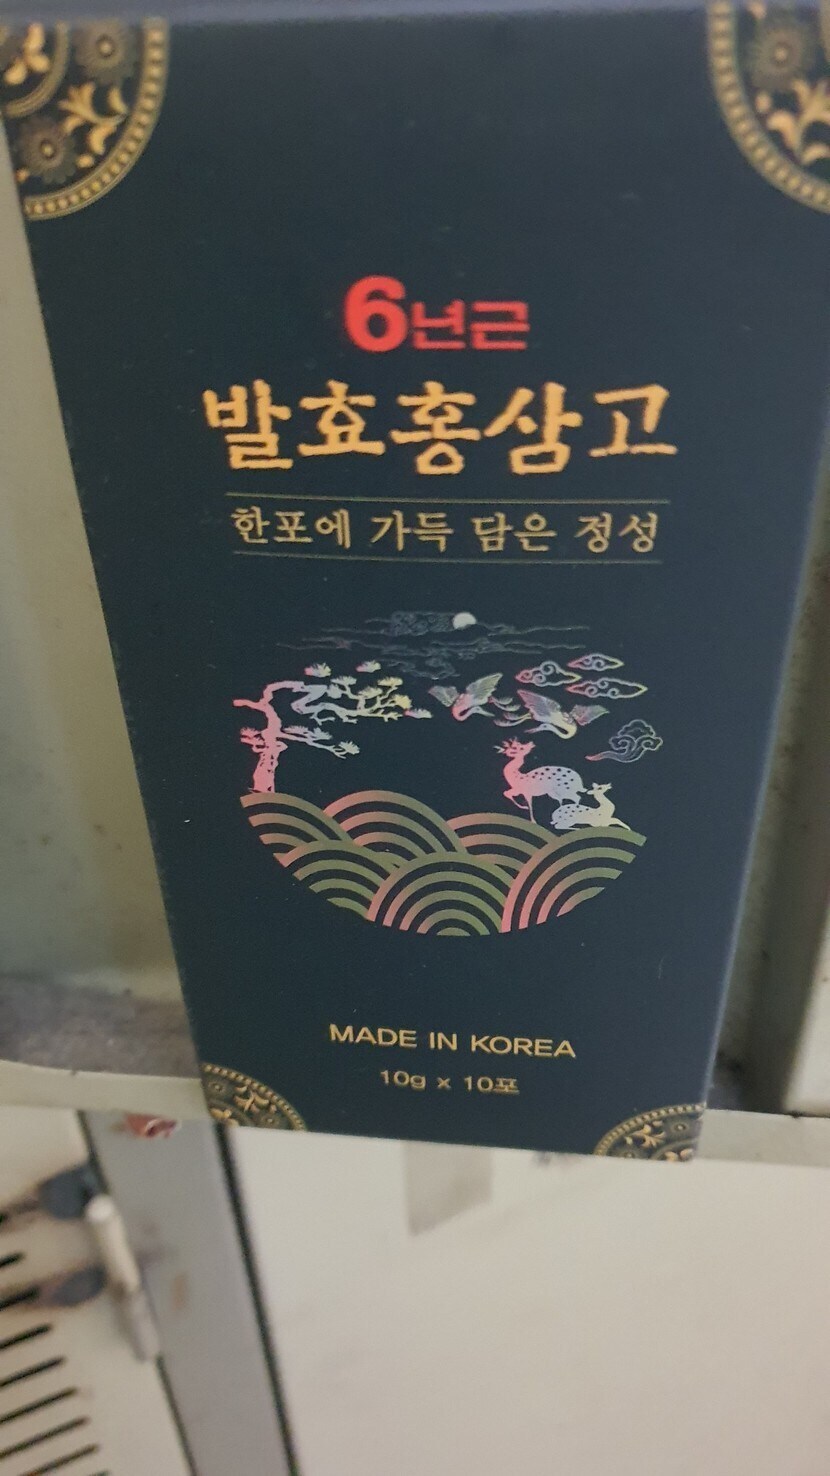 6년근
발효홍삼고
한포에 가득 담은 정성
MADE IN KOREA
10g x 10포